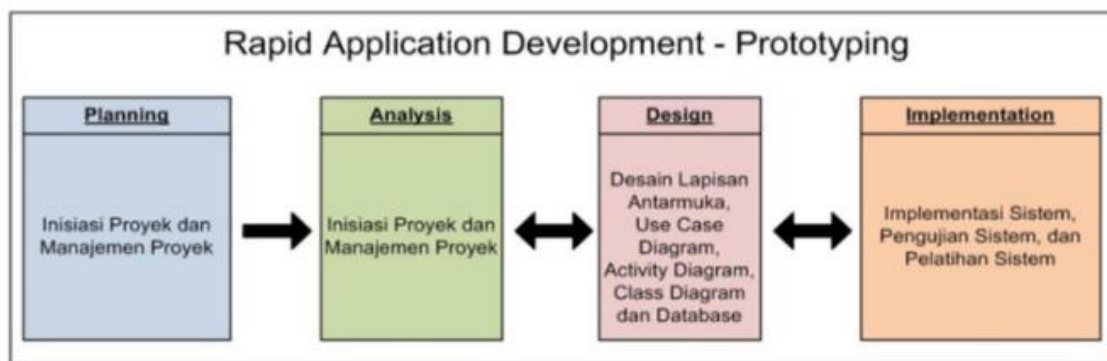 Rapid Application Development - Prototyping
Planning
Inisiasi Proyek dan
Manajemen Proyek
Analysis
Inisiasi Proyek dan
Manajemen Proyek
Design
Desain Lapisan
Antarmuka,
Use Case
Diagram,
Activity Diagram,
Class Diagram
dan Database
Implementation
Implementasi Sistem,
Pengujian Sistem, dan
Pelatihan Sistem